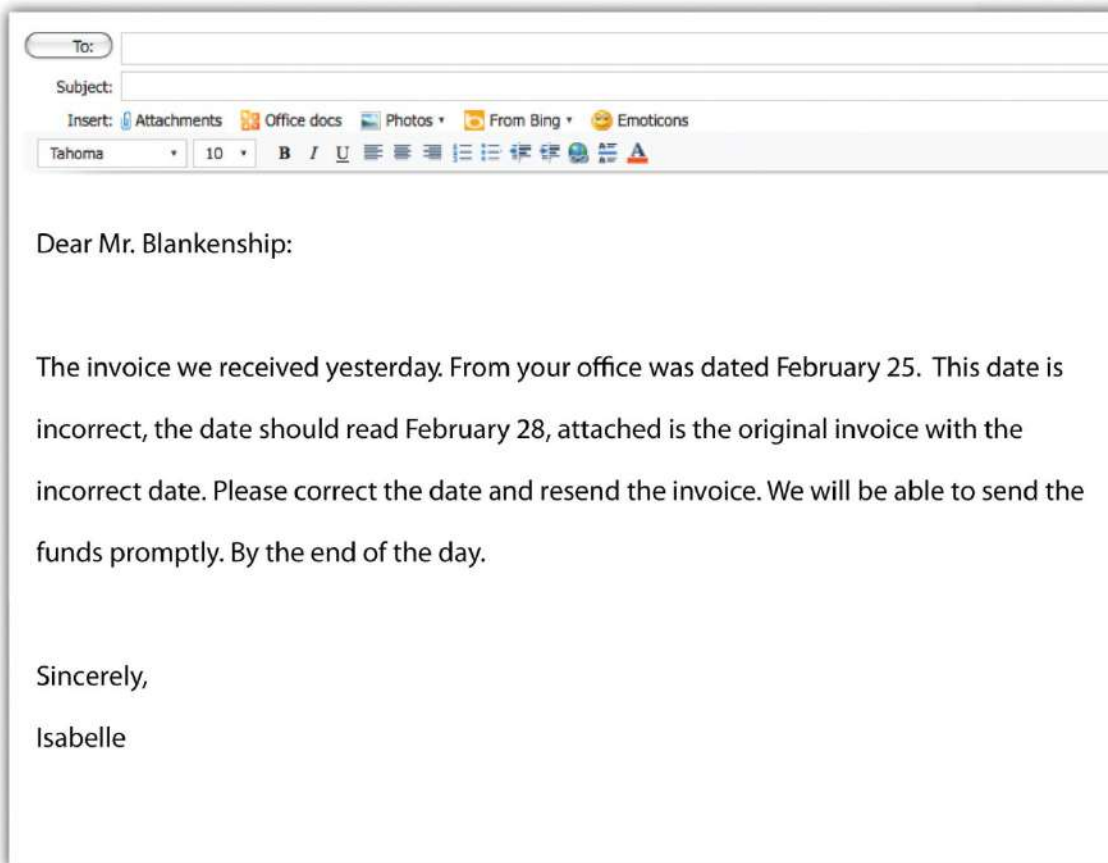 To:
Subject:
Insert: Attachments Office docs Photos From Bing Emoticons
Tahoma 10 B I U A
Dear Mr. Blankenship:
The invoice we received yesterday. From your office was dated February 25. This date is
incorrect, the date should read February 28, attached is the original invoice with the
incorrect date. Please correct the date and resend the invoice. We will be able to send the
funds promptly. By the end of the day.
Sincerely,
Isabelle